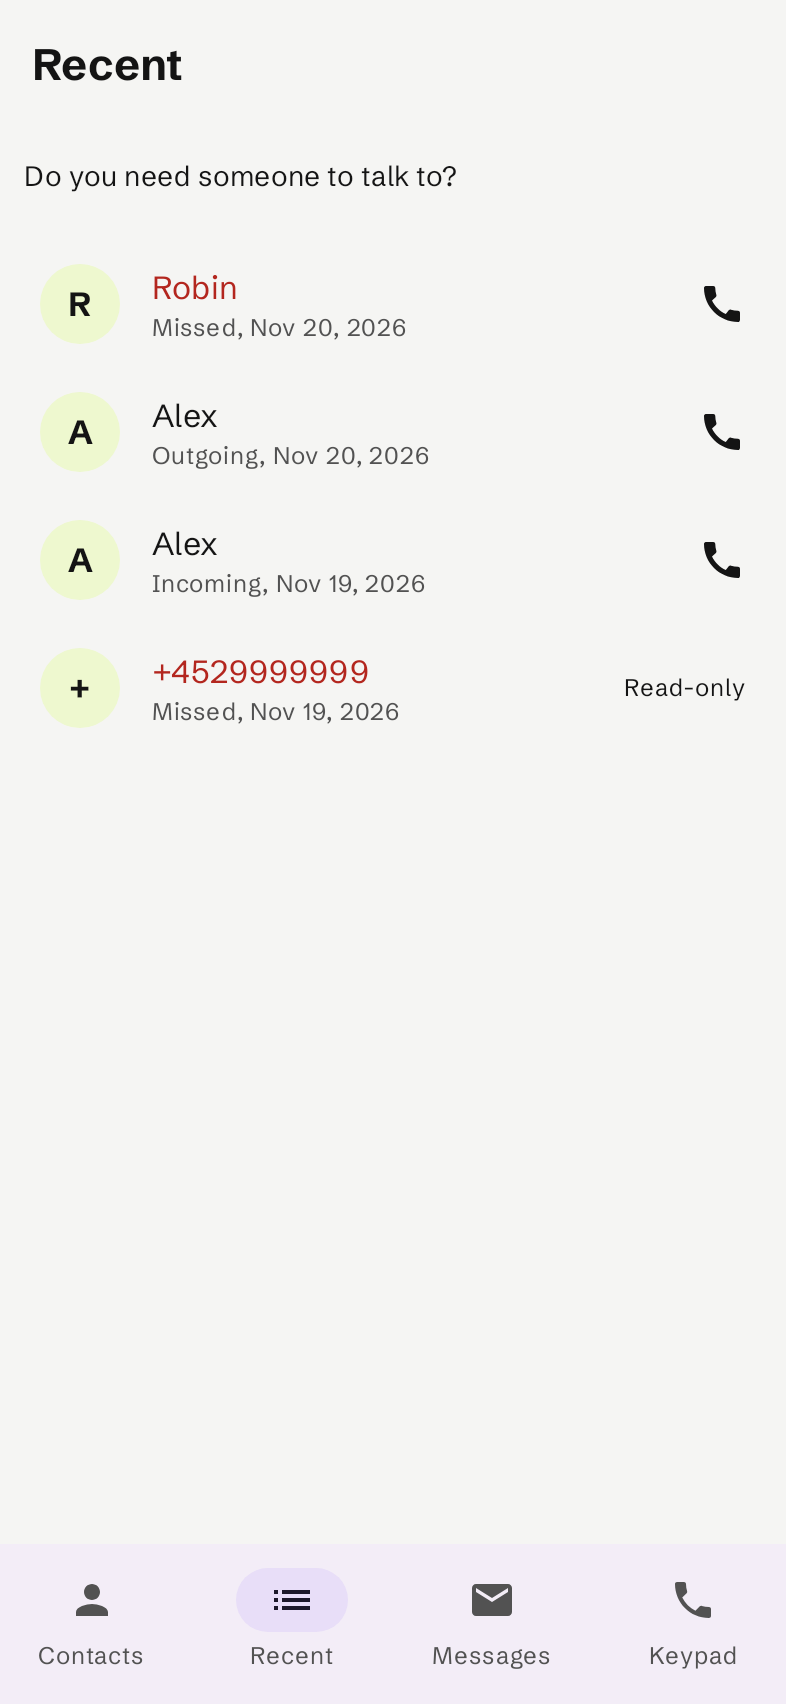 Recent
Do you need someone to talk to?
R
Robin
Missed, Nov 20, 2026
A
Alex
Outgoing, Nov 20, 2026
A
Alex
Incoming, Nov 19, 2026
+
+4529999999
Missed, Nov 19, 2026
Read-only
Contacts
Recent
Messages
Keypad